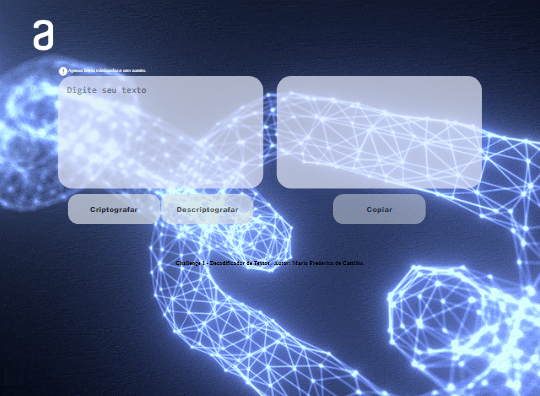 a
Apenas letras minúsculas e sem acento.
Digite seu texto
Criptografar
Descriptografar
Copiar
Challenge 1 - Decodificador de Textos - Autor: Maria Frederico de Castilho